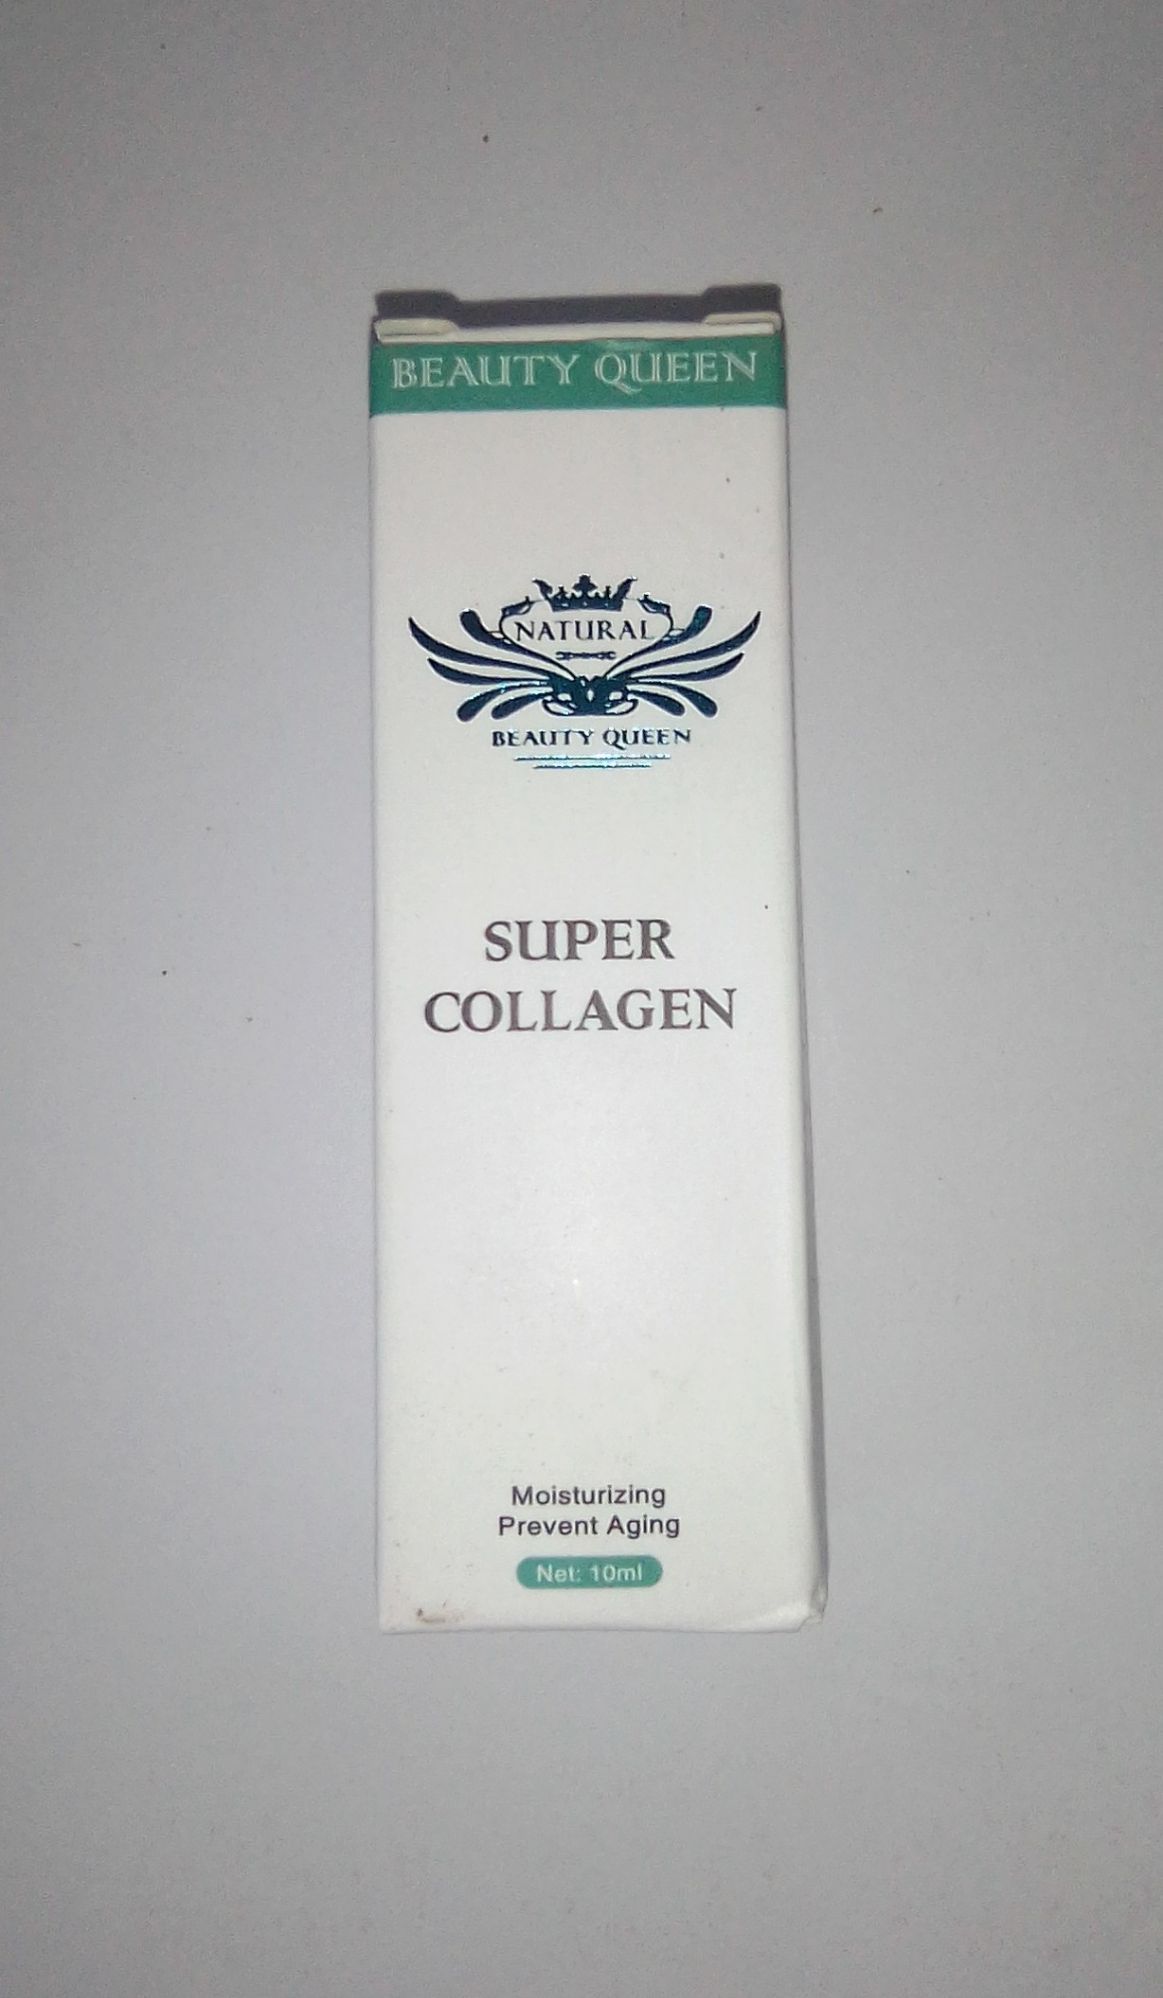 BEAUTY QUEEN
NATURAL
BEAUTY QUEEN
SUPER
COLLAGEN
Moisturizing
Prevent Aging
Net: 10ml